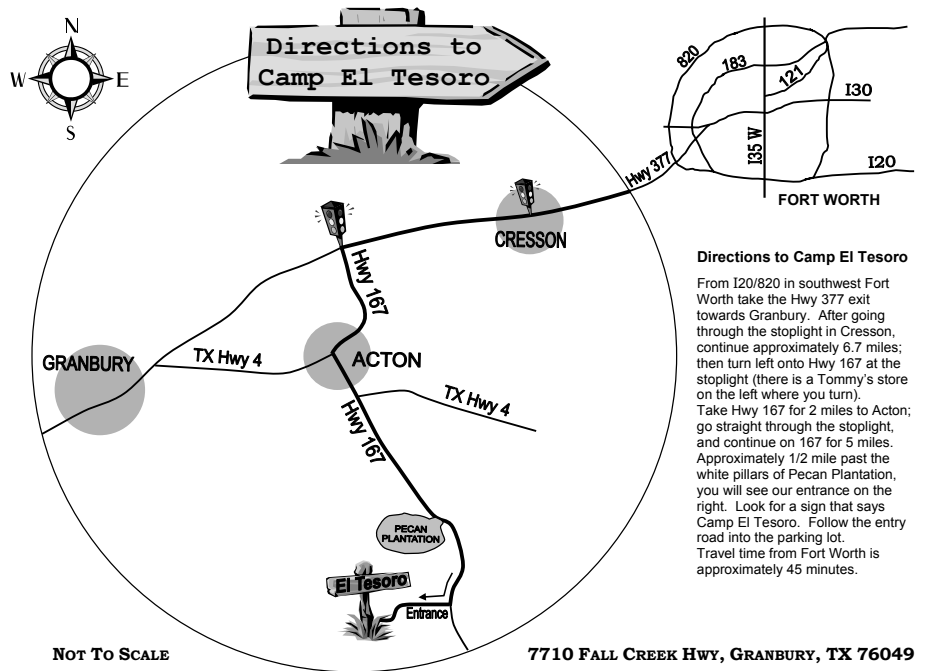 Directions to
Camp El Tesoro
N
W
E
S
820
183
121
I30
I35 W
I20
Hwy 377
FORT WORTH
CRESSON
Hwy 167
GRANBURY
TX Hwy 4
ACTON
TX Hwy 4
Hwy 167
PECAN
PLANTATION
El Tesoro
Entrance
Directions to Camp El Tesoro
From I20/820 in southwest Fort
Worth take the Hwy 377 exit
towards Granbury. After going
through the stoplight in Cresson,
continue approximately 6.7 miles;
then turn left onto Hwy 167 at the
stoplight (there is a Tommy's store
on the left where you turn).
Take Hwy 167 for 2 miles to Acton;
go straight through the stoplight,
and continue on 167 for 5 miles.
Approximately 1/2 mile past the
white pillars of Pecan Plantation,
you will see our entrance on the
right. Look for a sign that says
Camp El Tesoro. Follow the entry
road into the parking lot.
Travel time from Fort Worth is
approximately 45 minutes.
NOT TO SCALE
7710 FALL CREEK HWY, GRANBURY, TX 76049